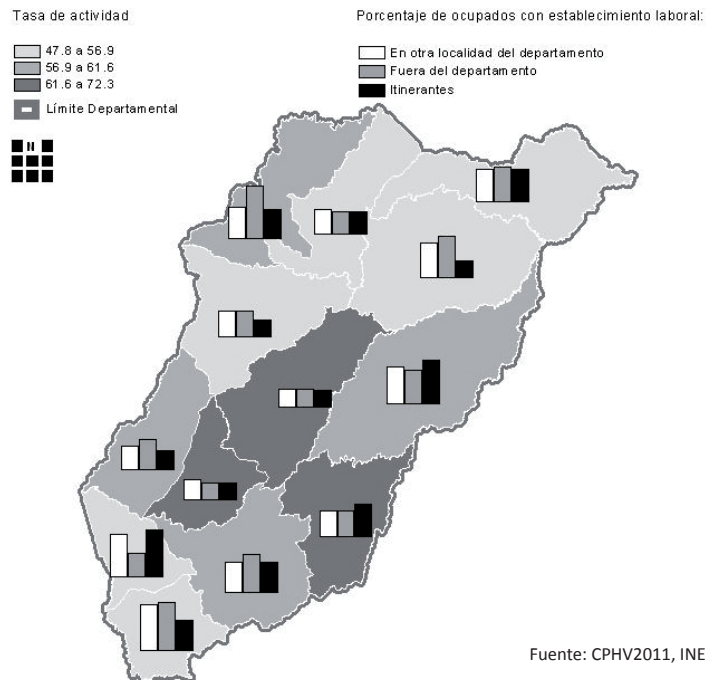 Tasa de actividad
47.8 a 56.9
56.9 a 61.6
61.6 a 72.3
Límite Departamental
N
Porcentaje de ocupados con establecimiento laboral:
En otra localidad del departamento
Fuera del departamento
Itinerantes
Fuente: CPHV2011, INE